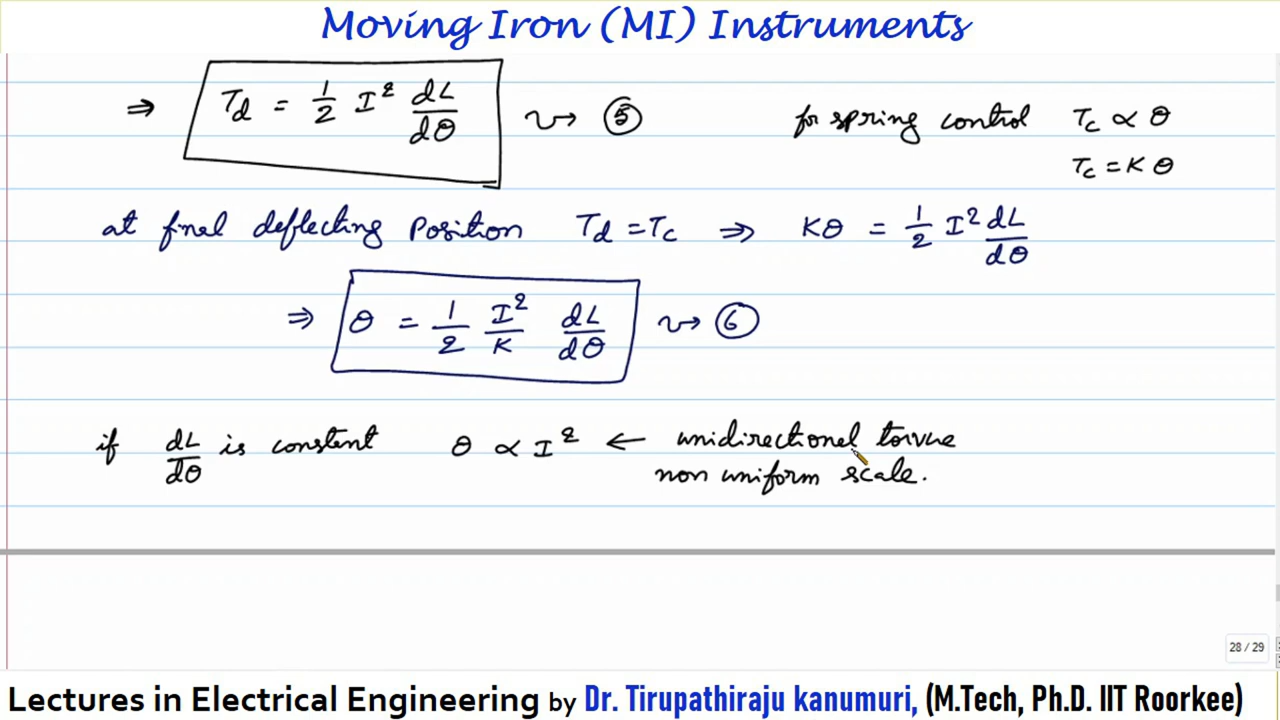 Moving Iron (MI) Instruments
⇒ Td = 1/2 I² dL/dθ ⤳ ⑤ for spring control Tc ∝ θ
Tc = K θ
at final deflecting Position Td = Tc ⇒ Kθ = 1/2 I² dL/dθ
⇒ θ = 1/2 I²/K dL/dθ ⤳ ⑥
if dL/dθ is constent θ ∝ I² ← unidirectional torque
non uniform scale.
28 / 29
Lectures in Electrical Engineering by Dr. Tirupathiraju kanumuri, (M.Tech, Ph.D. IIT Roorkee)